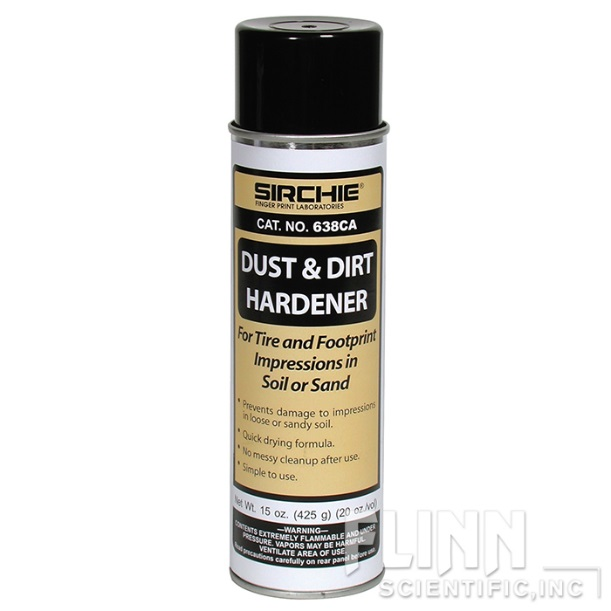 SIRCHIE®
FINGER PRINT LABORATORIES
CAT. NO. 638CA
DUST & DIRT
HARDENER
For Tire and Footprint
Impressions in
Soil or Sand
• Prevents damage to impressions
in loose or sandy soil.
• Quick drying formula.
• No messy cleanup after use.
• Simple to use.
Net Wt. 15 oz. (425 g) (20 oz./vol)
—WARNING—
CONTENTS EXTREMELY FLAMMABLE AND UNDER
PRESSURE. VAPORS MAY BE HARMFUL.
VENTILATE AREA OF USE.
Read precautions carefully on rear panel before use.
FLINN
SCIENTIFIC, INC